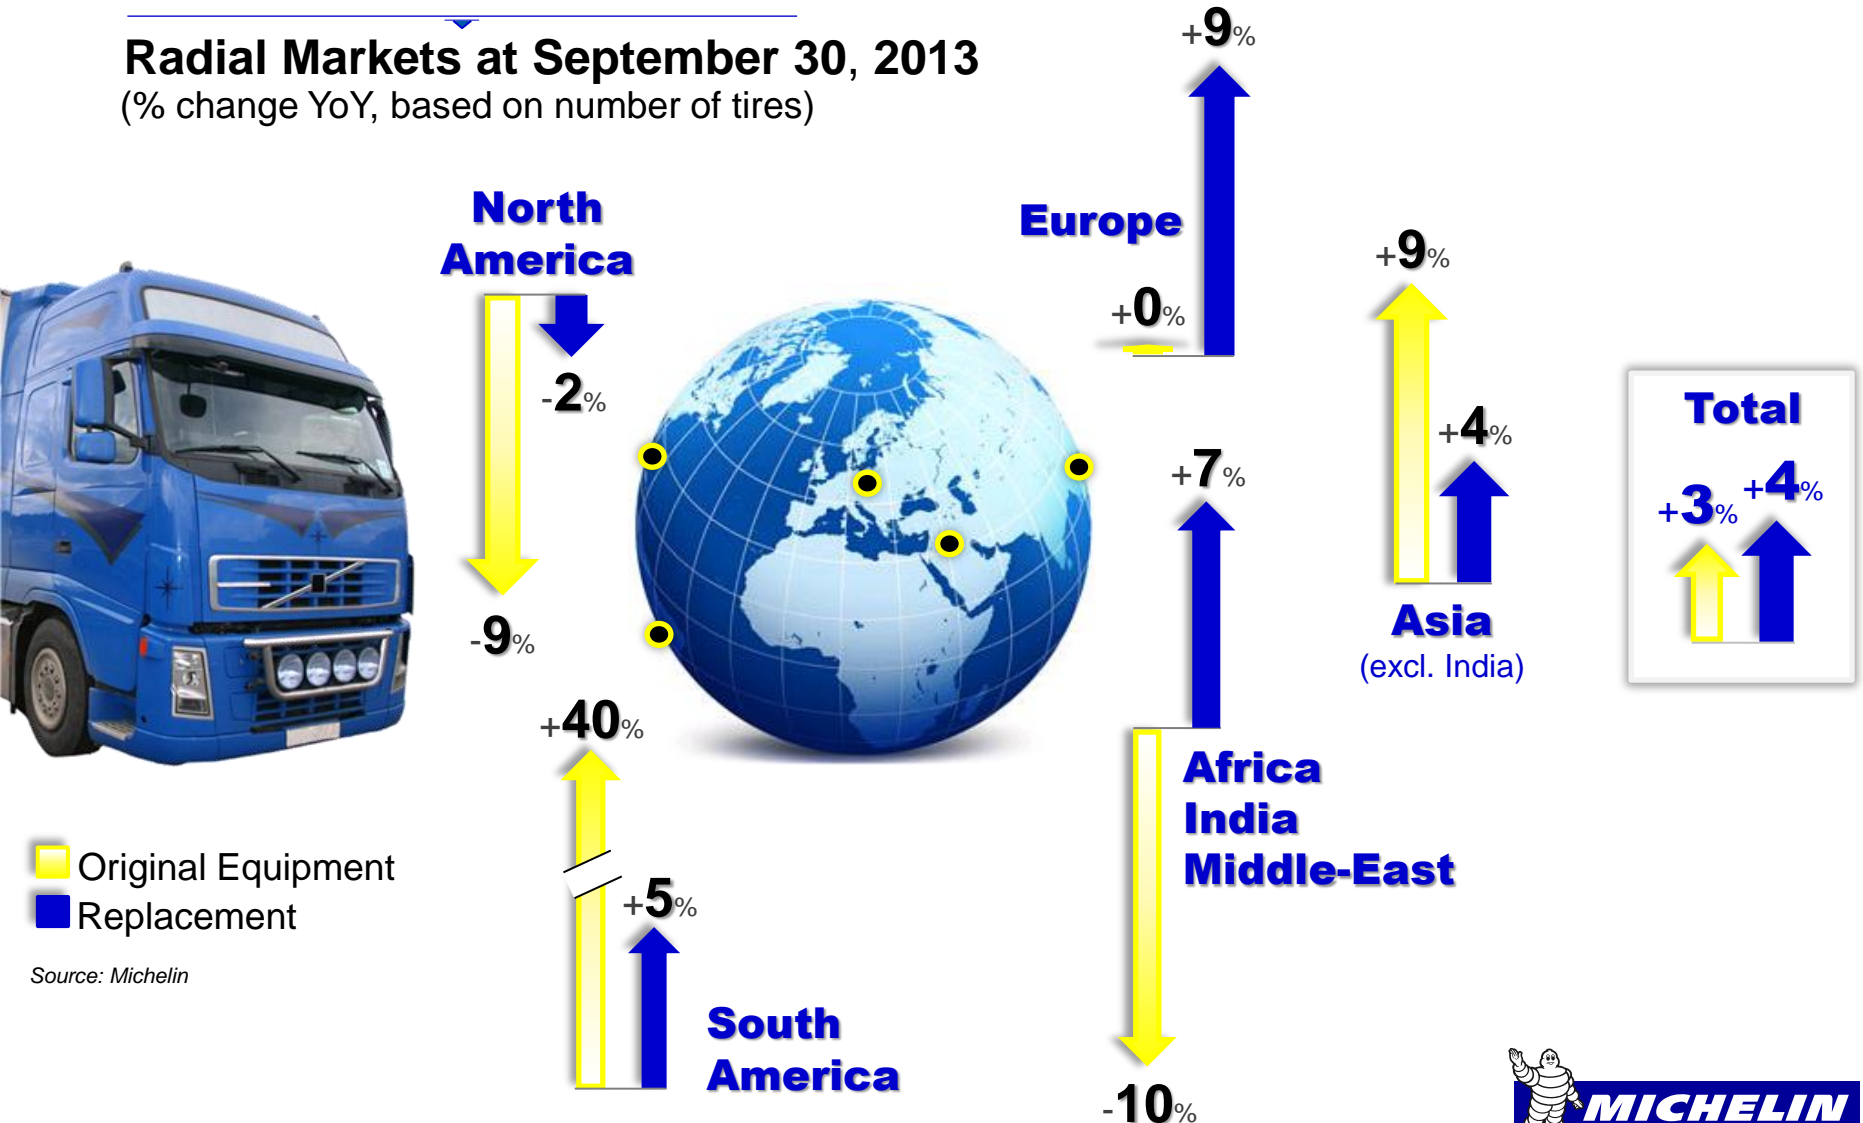 Radial Markets at September 30, 2013
(% change YoY, based on number of tires)
North
America
-2%
-9%
Europe
+0%
+9%
+9%
+4%
Asia
(excl. India)
Total
+3%
+4%
+7%
Africa
India
Middle-East
-10%
+40%
+5%
South
America
Original Equipment
Replacement
Source: Michelin
MICHELIN